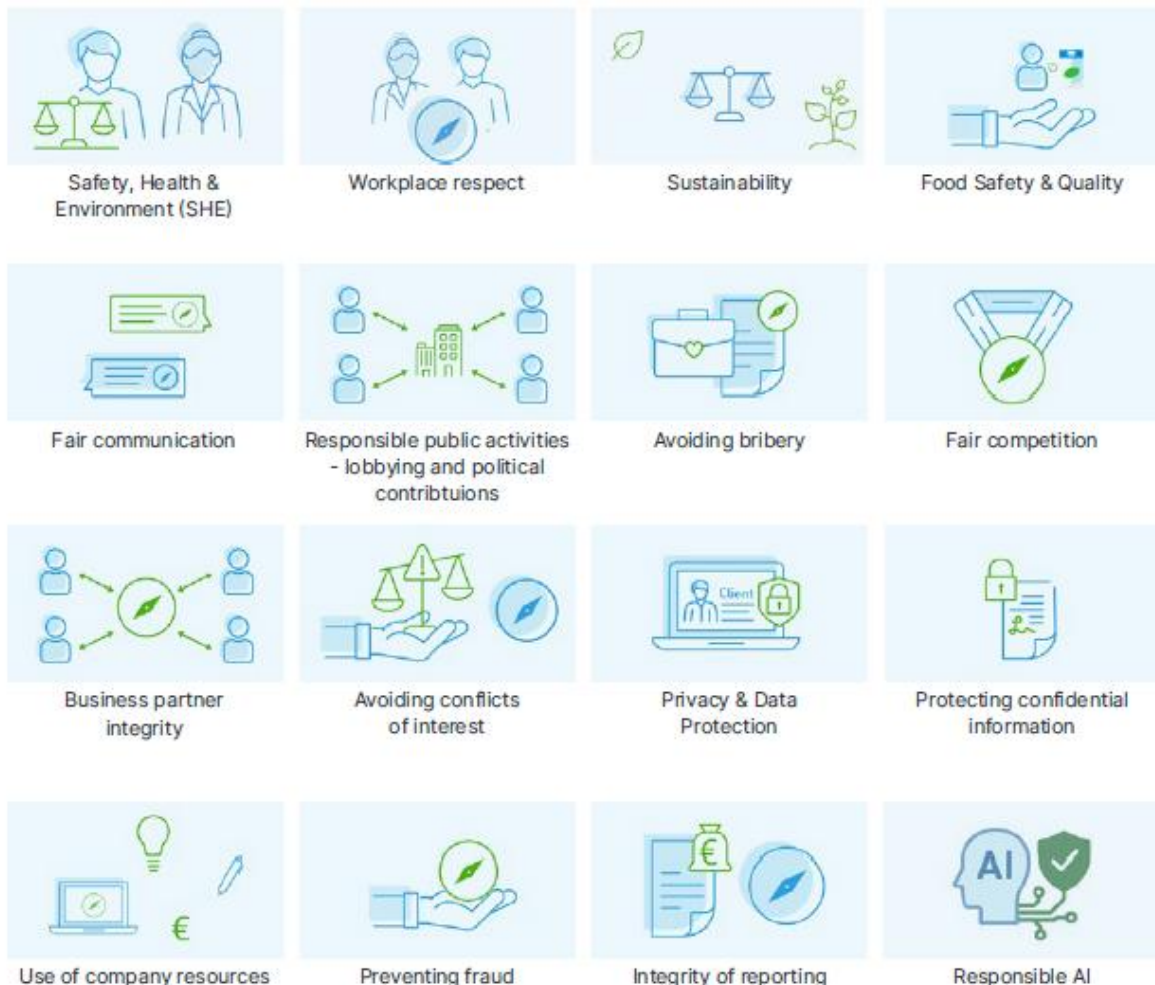 Safety, Health &
Environment (SHE)
Workplace respect
Sustainability
Food Safety & Quality
Fair communication
Responsible public activities
- lobbying and political
contribtuions
Avoiding bribery
Fair competition
Business partner
integrity
Avoiding conflicts
of interest
Client
Privacy & Data
Protection
Protecting confidential
information
€
Use of company resources
Preventing fraud
€
Integrity of reporting
AI
Responsible AI